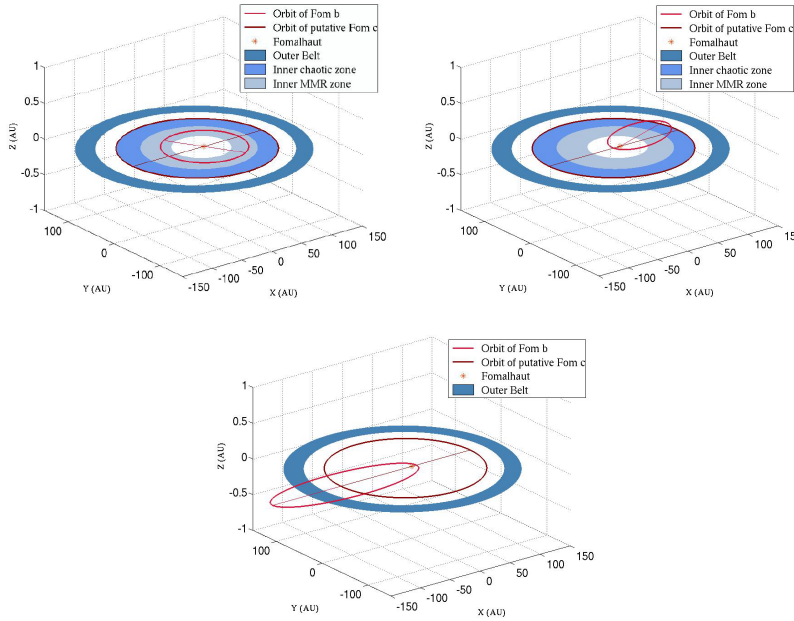 Orbit of Fom b
Orbit of putative Fom c
Fomalhaut
Outer Belt
Inner chaotic zone
Inner MMR zone
1
0.5
0
-0.5
-1
Z (AU)
100
0
-100
Y (AU)
-150
-100
-50
0
50
100
150
X (AU)
Orbit of Fom b
Orbit of putative Fom c
Fomalhaut
Outer Belt
Inner chaotic zone
Inner MMR zone
1
0.5
0
-0.5
-1
Z (AU)
100
0
-100
Y (AU)
-150
-100
-50
0
50
100
15
X (AU)
Orbit of Fom b
Orbit of putative Fom c
Fomalhaut
Outer Belt
1
0.5
0
-0.5
-1
Z (AU)
100
0
-100
Y (AU)
-150
-100
-50
0
50
100
150
X (AU)